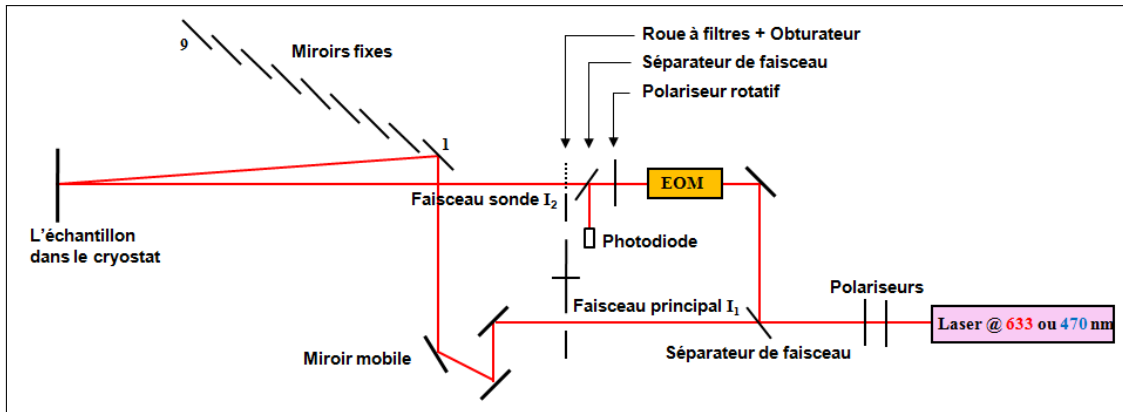 Roue à filtres + Obturateur
Séparateur de faisceau
Polariseur rotatif
9
Miroirs fixes
1
EOM
Faisceau sonde I₂
Photodiode
L'échantillon
dans le cryostat
Polariseurs
Faisceau principal I₁
Laser @ 633 ou 470 nm
Séparateur de faisceau
Miroir mobile